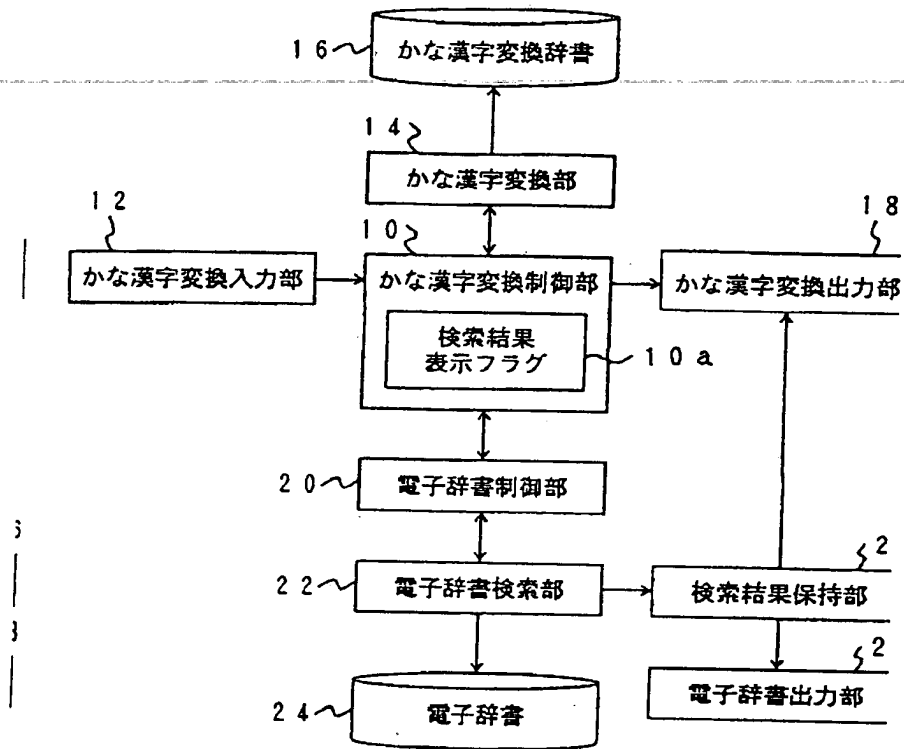 16
かな漢字変換辞書
14
かな漢字変換部
12
かな漢字変換入力部
10
かな漢字変換制御部
18
かな漢字変換出力部
検索結果
表示フラグ
10a
20
電子辞書制御部
22
電子辞書検索部
2
検索結果保持部
2
電子辞書出力部
24
電子辞書